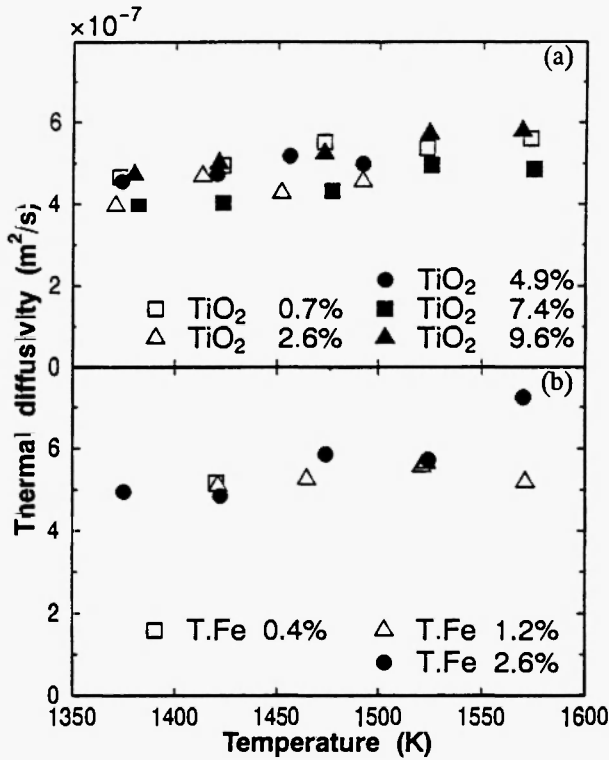 ×10⁻⁷
8
(a)
6
4
2
0
□ TiO₂ 0.7%
△ TiO₂ 2.6%
● TiO₂ 4.9%
■ TiO₂ 7.4%
▲ TiO₂ 9.6%
Thermal diffusivity (m²/s)
(b)
6
4
2
0
□ T.Fe 0.4%
△ T.Fe 1.2%
● T.Fe 2.6%
1350 1400 1450 1500 1550 1600
Temperature (K)